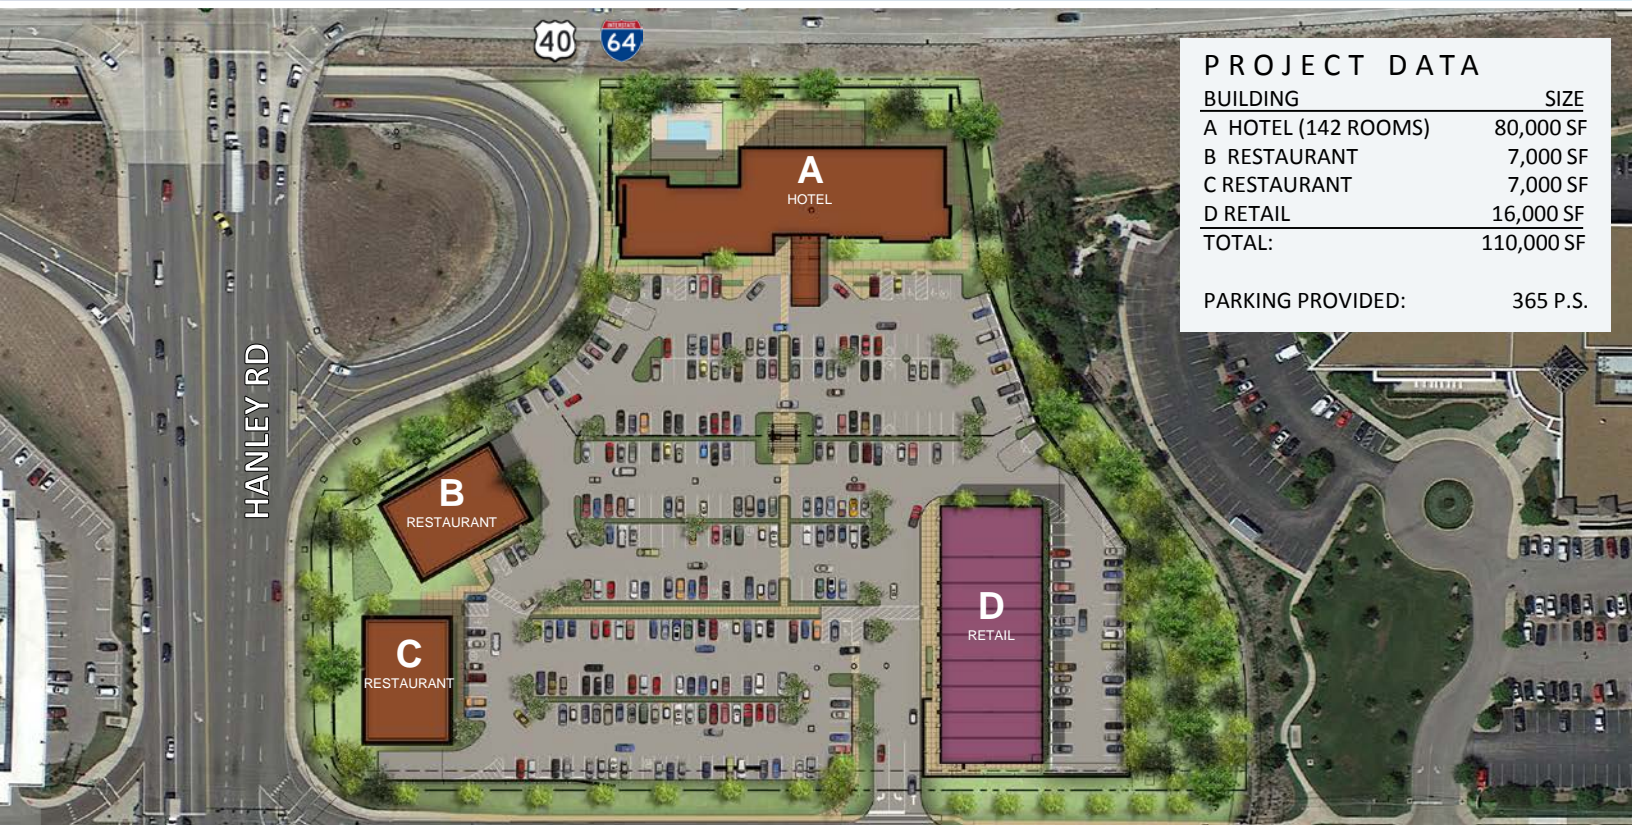 40
INTERSTATE
64
PROJECT DATA
BUILDING SIZE
A HOTEL (142 ROOMS) 80,000 SF
B RESTAURANT 7,000 SF
C RESTAURANT 7,000 SF
D RETAIL 16,000 SF
TOTAL: 110,000 SF
PARKING PROVIDED: 365 P.S.
A
HOTEL
HANLEY RD
B
RESTAURANT
D
RETAIL
C
RESTAURANT